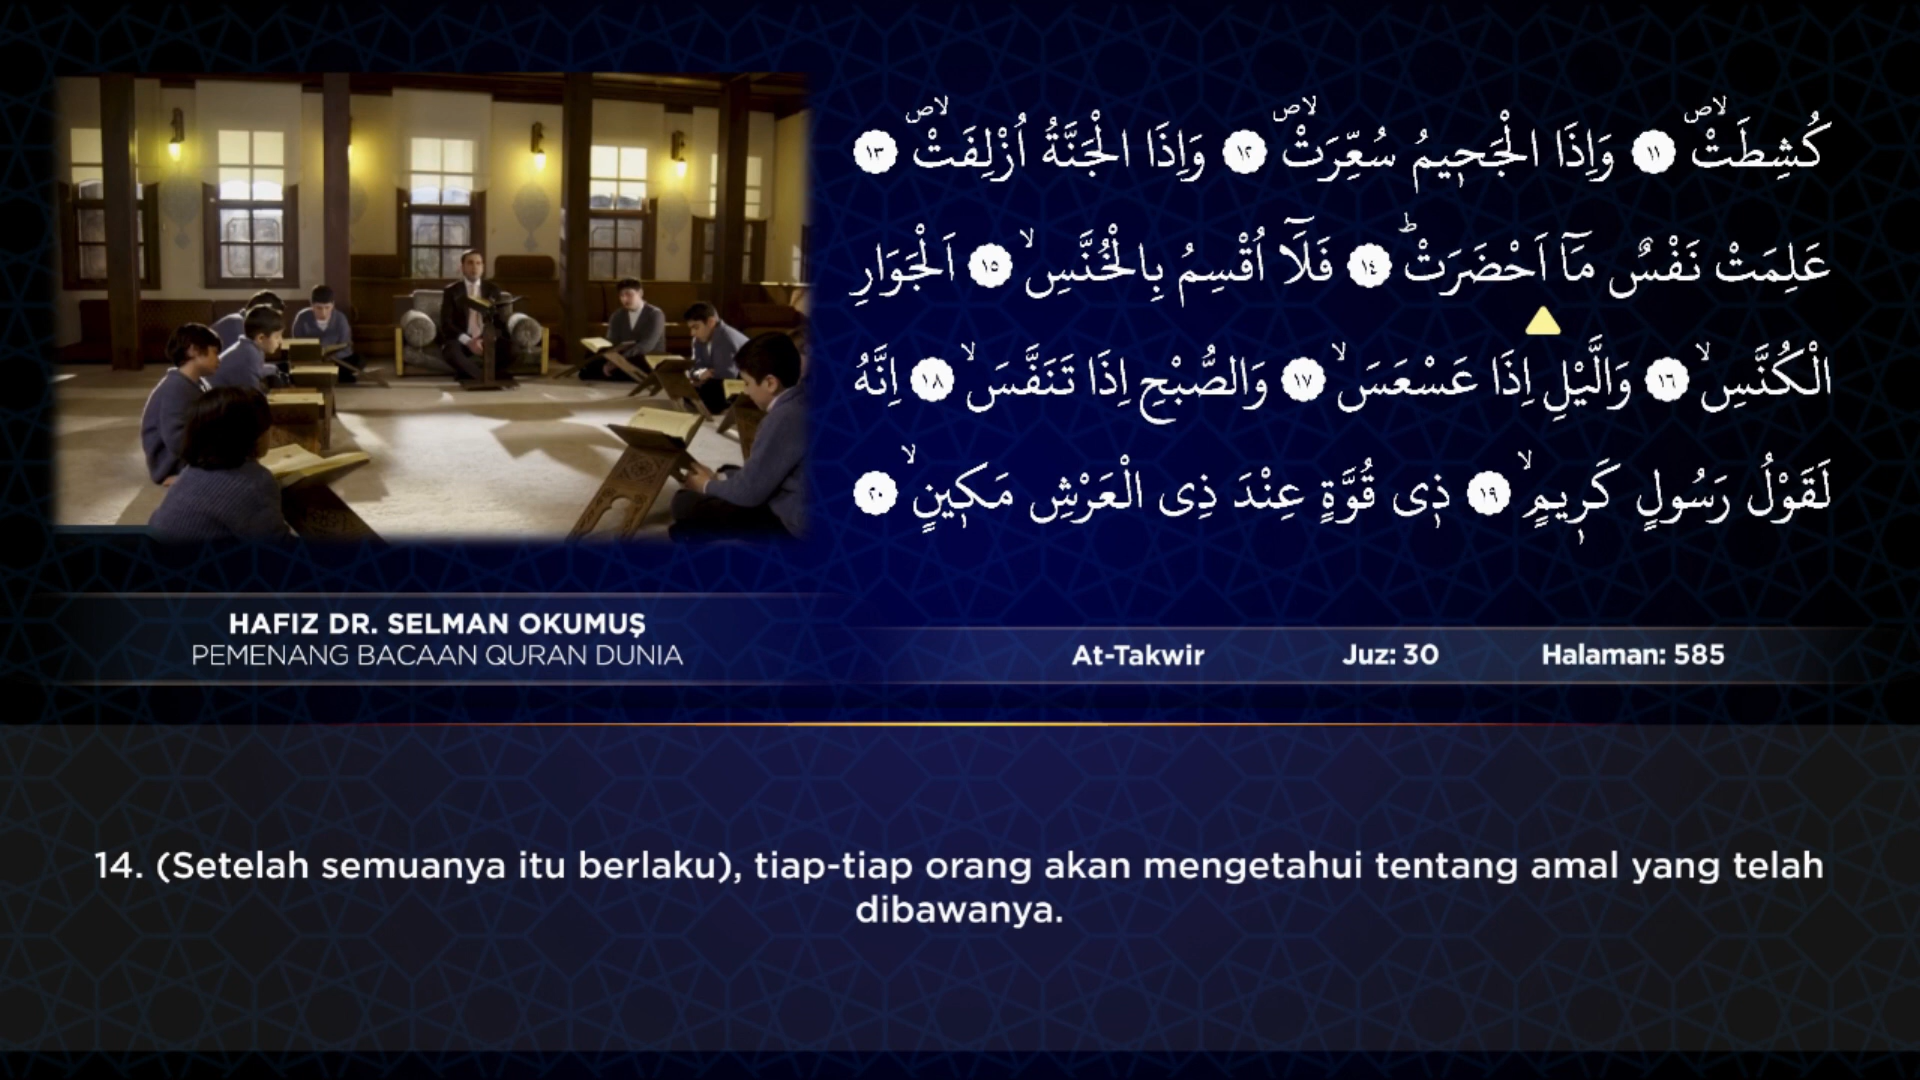 كُشِطَتْۙۖ ﴿١١﴾ وَاِذَا الْجَحٖيمُ سُعِّرَتْۙۖ ﴿١٢﴾ وَاِذَا الْجَنَّةُ اُزْلِفَتْۙۖ ﴿١٣﴾
عَلِمَتْ نَفْسٌ مَٓا اَحْضَرَتْؕ ﴿١٤﴾ فَلَٓا اُقْسِمُ بِالْخُنَّسِۙ ﴿١٥﴾ اَلْجَوَارِ
الْكُنَّسِۙ ﴿١٦﴾ وَالَّيْلِ اِذَا عَسْعَسَۙ ﴿١٧﴾ وَالصُّبْحِ اِذَا تَنَفَّسَۙ ﴿١٨﴾ اِنَّهُ
لَقَوْلُ رَسُولٍ كَرٖيمٍۙ ﴿١٩﴾ ذٖى قُوَّةٍ عِنْدَ ذِى الْعَرْشِ مَكٖينٍۙ ﴿٢٠﴾
HAFIZ DR. SELMAN OKUMUŞ
PEMENANG BACAAN QURAN DUNIA
At-Takwir Juz: 30 Halaman: 585
14. (Setelah semuanya itu berlaku), tiap-tiap orang akan mengetahui tentang amal yang telah
dibawanya.